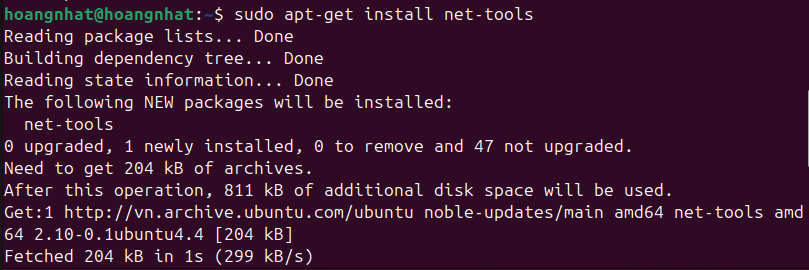 hoangnhat@hoangnhat:~$ sudo apt-get install net-tools
Reading package lists... Done
Building dependency tree... Done
Reading state information... Done
The following NEW packages will be installed:
  net-tools
0 upgraded, 1 newly installed, 0 to remove and 47 not upgraded.
Need to get 204 kB of archives.
After this operation, 811 kB of additional disk space will be used.
Get:1 http://vn.archive.ubuntu.com/ubuntu noble-updates/main amd64 net-tools amd
64 2.10-0.1ubuntu4.4 [204 kB]
Fetched 204 kB in 1s (299 kB/s)